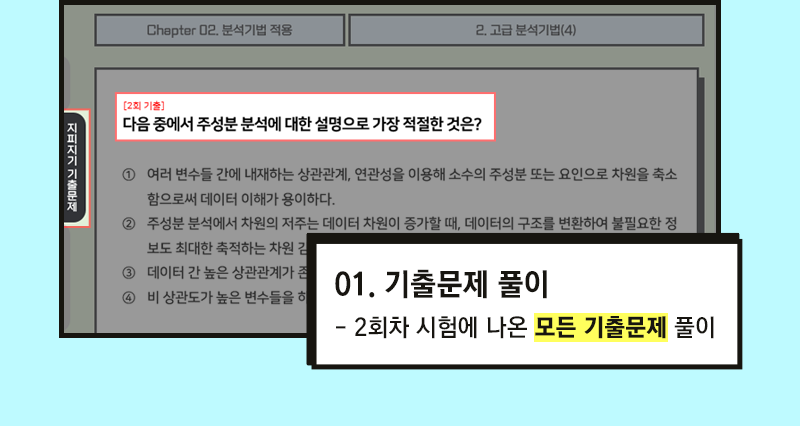 Chapter 02. 분석기법 적용
2. 고급 분석기법(4)
지피지기 기출문제
[2회 기출]
다음 중에서 주성분 분석에 대한 설명으로 가장 적절한 것은?
① 여러 변수들 간에 내재하는 상관관계, 연관성을 이용해 소수의 주성분 또는 요인으로 차원을 축소
함으로써 데이터 이해가 용이하다.
② 주성분 분석에서 차원의 저주는 데이터 차원이 증가할 때, 데이터의 구조를 변환하여 불필요한 정
보도 최대한 축적하는 차원
③ 데이터 간 높은 상관관계가
④ 비 상관도가 높은 변수들을
01. 기출문제 풀이
- 2회차 시험에 나온 모든 기출문제 풀이